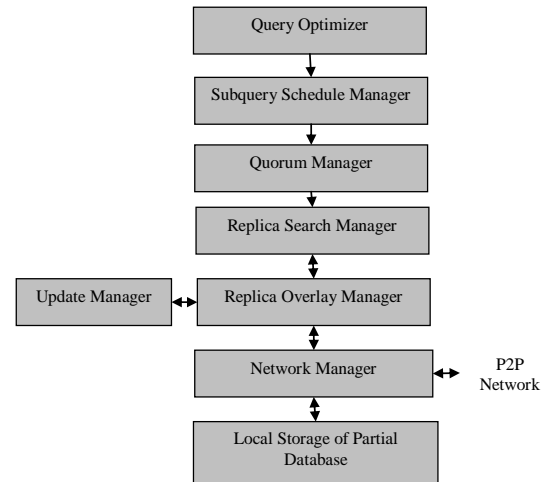 Query Optimizer
Subquery Schedule Manager
Quorum Manager
Replica Search Manager
Update Manager
Replica Overlay Manager
Network Manager
P2P
Network
Local Storage of Partial
Database